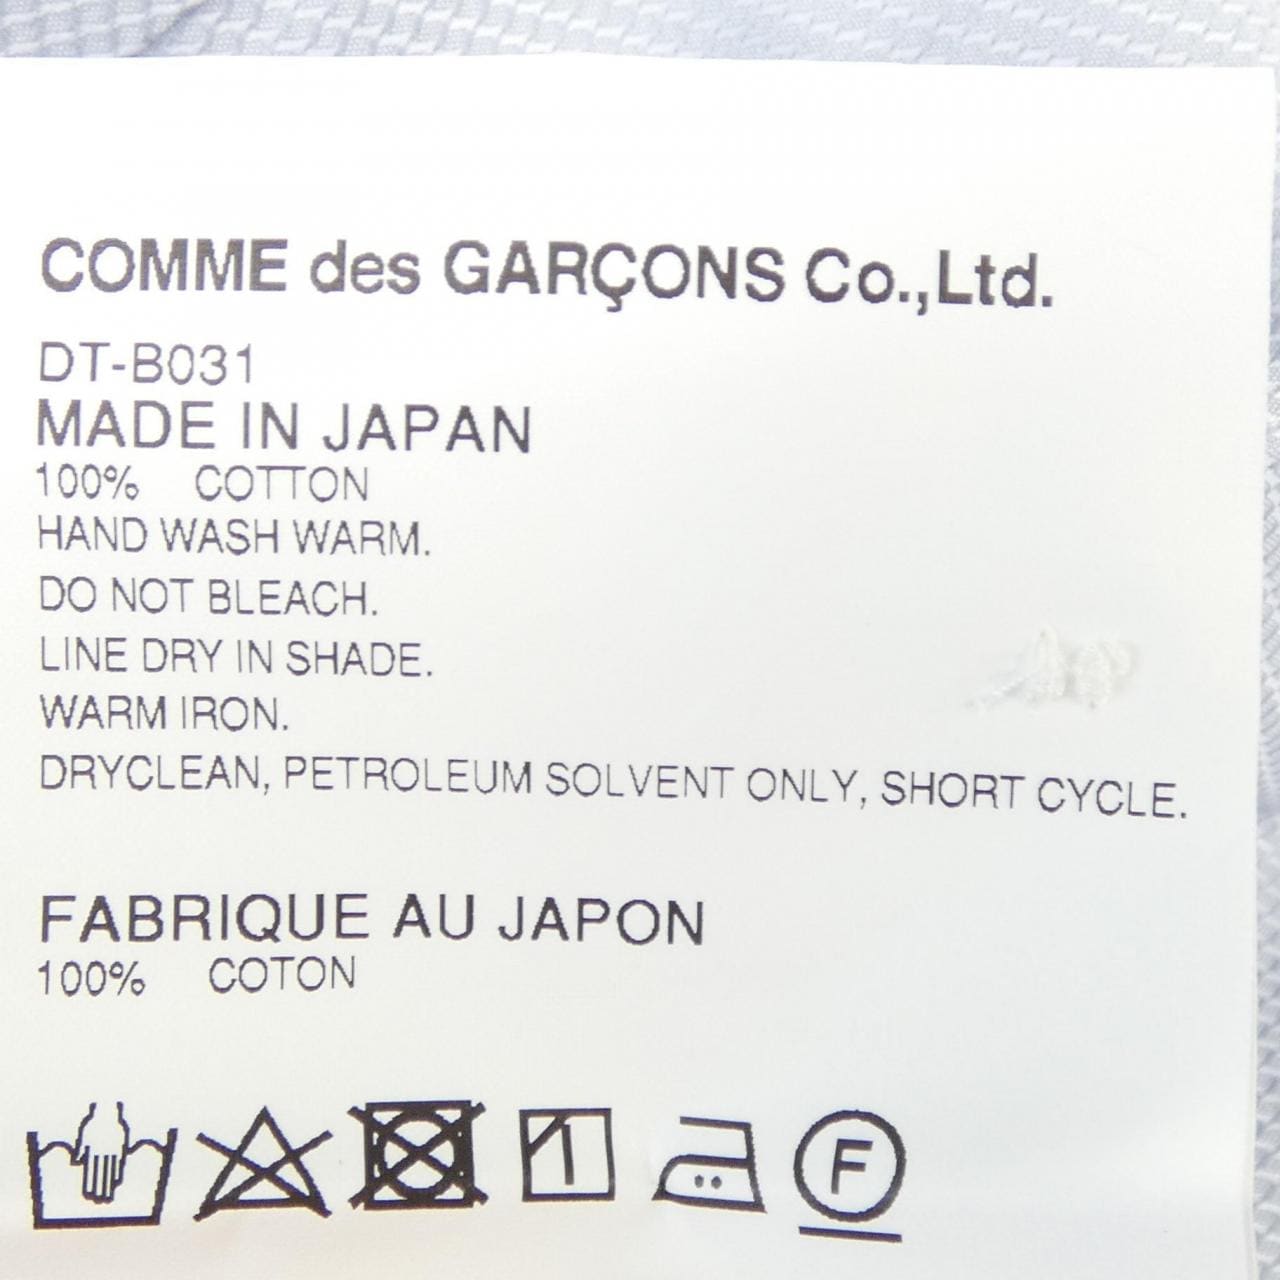 COMME des GARÇONS Co.,Ltd.
DT-B031
MADE IN JAPAN
100% COTTON
HAND WASH WARM.
DO NOT BLEACH.
LINE DRY IN SHADE.
WARM IRON.
DRYCLEAN, PETROLEUM SOLVENT ONLY, SHORT CYCLE.
FABRIQUE AU JAPON
100% COTON
F